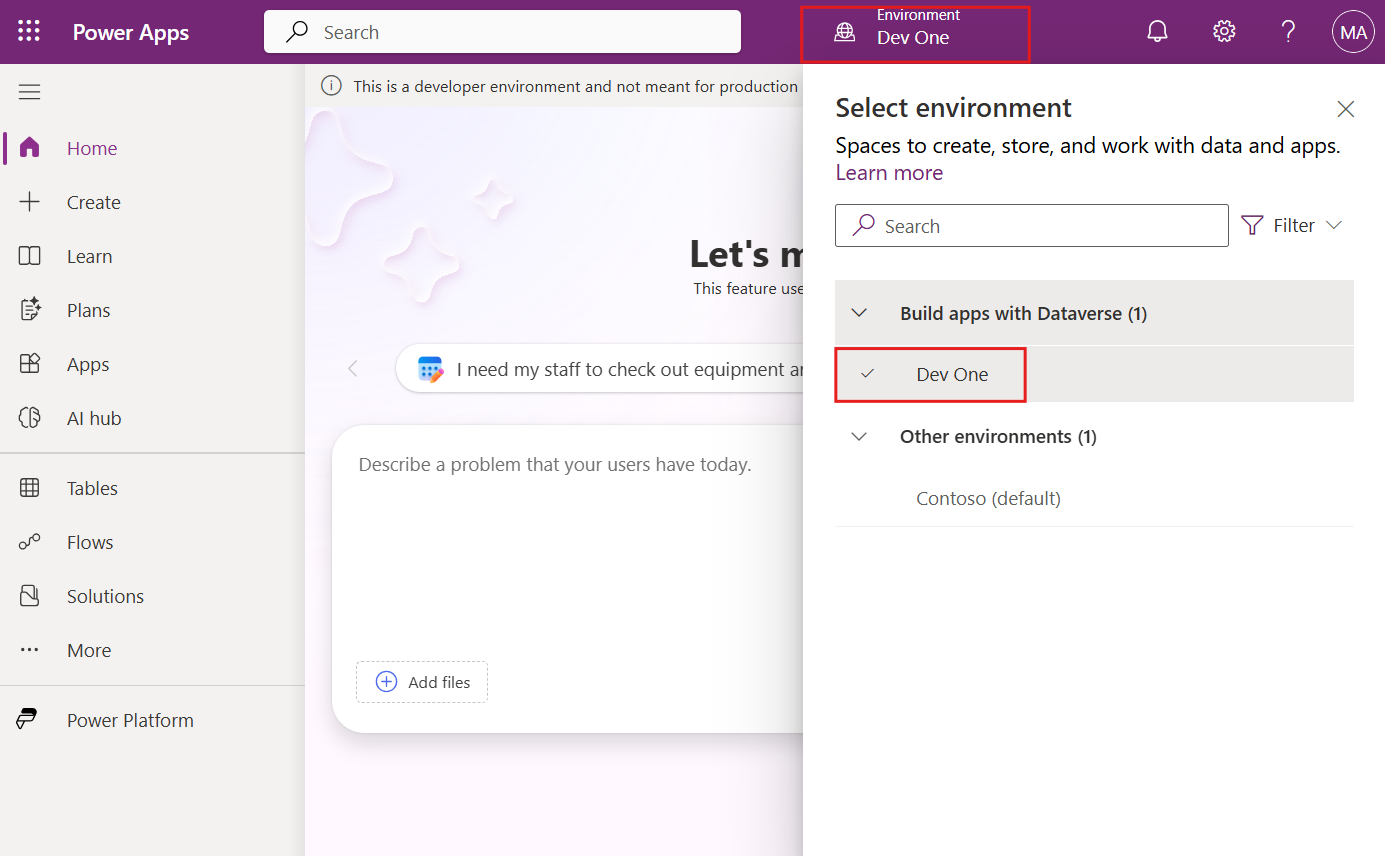 Power Apps
Search
Environment
Dev One
MA
Home
Create
Learn
Plans
Apps
AI hub
Tables
Flows
Solutions
More
Power Platform
This is a developer environment and not meant for production
Let's m
This feature use
I need my staff to check out equipment ar
Describe a problem that your users have today.
Add files
Select environment
Spaces to create, store, and work with data and apps.
Learn more
Search
Filter
Build apps with Dataverse (1)
Dev One
Other environments (1)
Contoso (default)